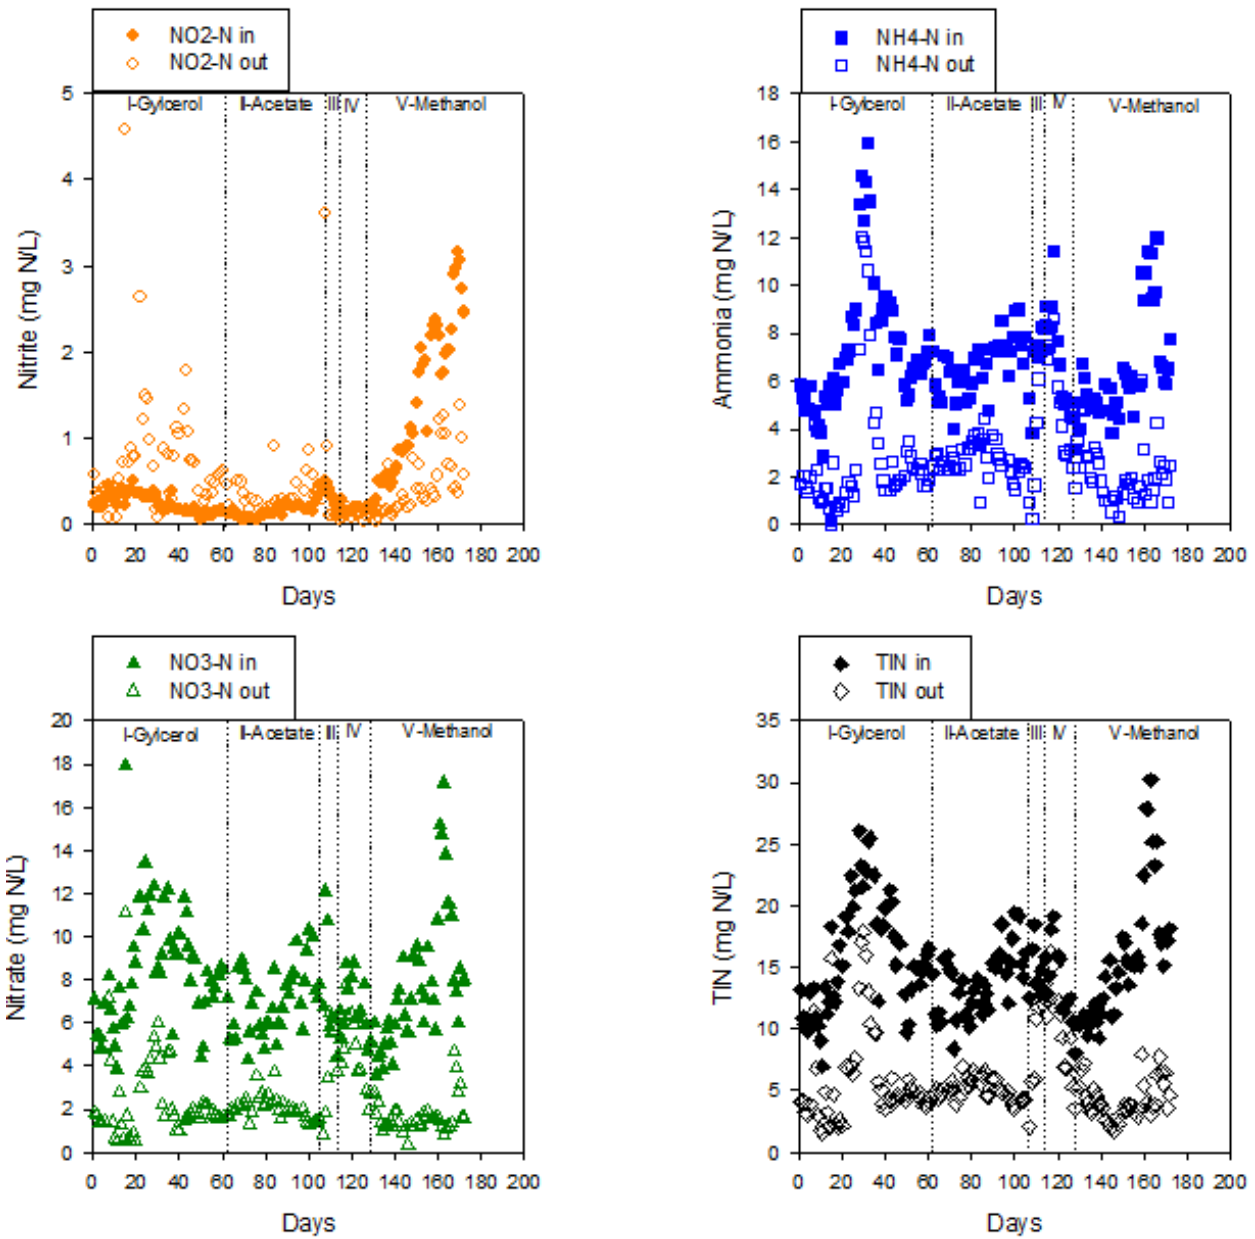 NO2-N in
NO2-N out
5
4
3
2
1
0
Nitrite (mg N/L)
I-Gylcerol
II-Acetate
III
IV
V-Methanol
0 20 40 60 80 100 120 140 160 180 200
Days
NH4-N in
NH4-N out
18
16
14
12
10
8
6
4
2
0
Ammonia (mg N/L)
I-Gylcerol
II-Acetate
III
IV
V-Methanol
0 20 40 60 80 100 120 140 160 180 200
Days
NO3-N in
NO3-N out
20
18
16
14
12
10
8
6
4
2
0
Nitrate (mg N/L)
I-Gylcerol
II-Acetate
III
IV
V-Methanol
0 20 40 60 80 100 120 140 160 180 200
Days
TIN in
TIN out
35
30
25
20
15
10
5
0
TIN (mg N/L)
I-Gylcerol
II-Acetate
III
IV
V-Methanol
0 20 40 60 80 100 120 140 160 180 200
Days